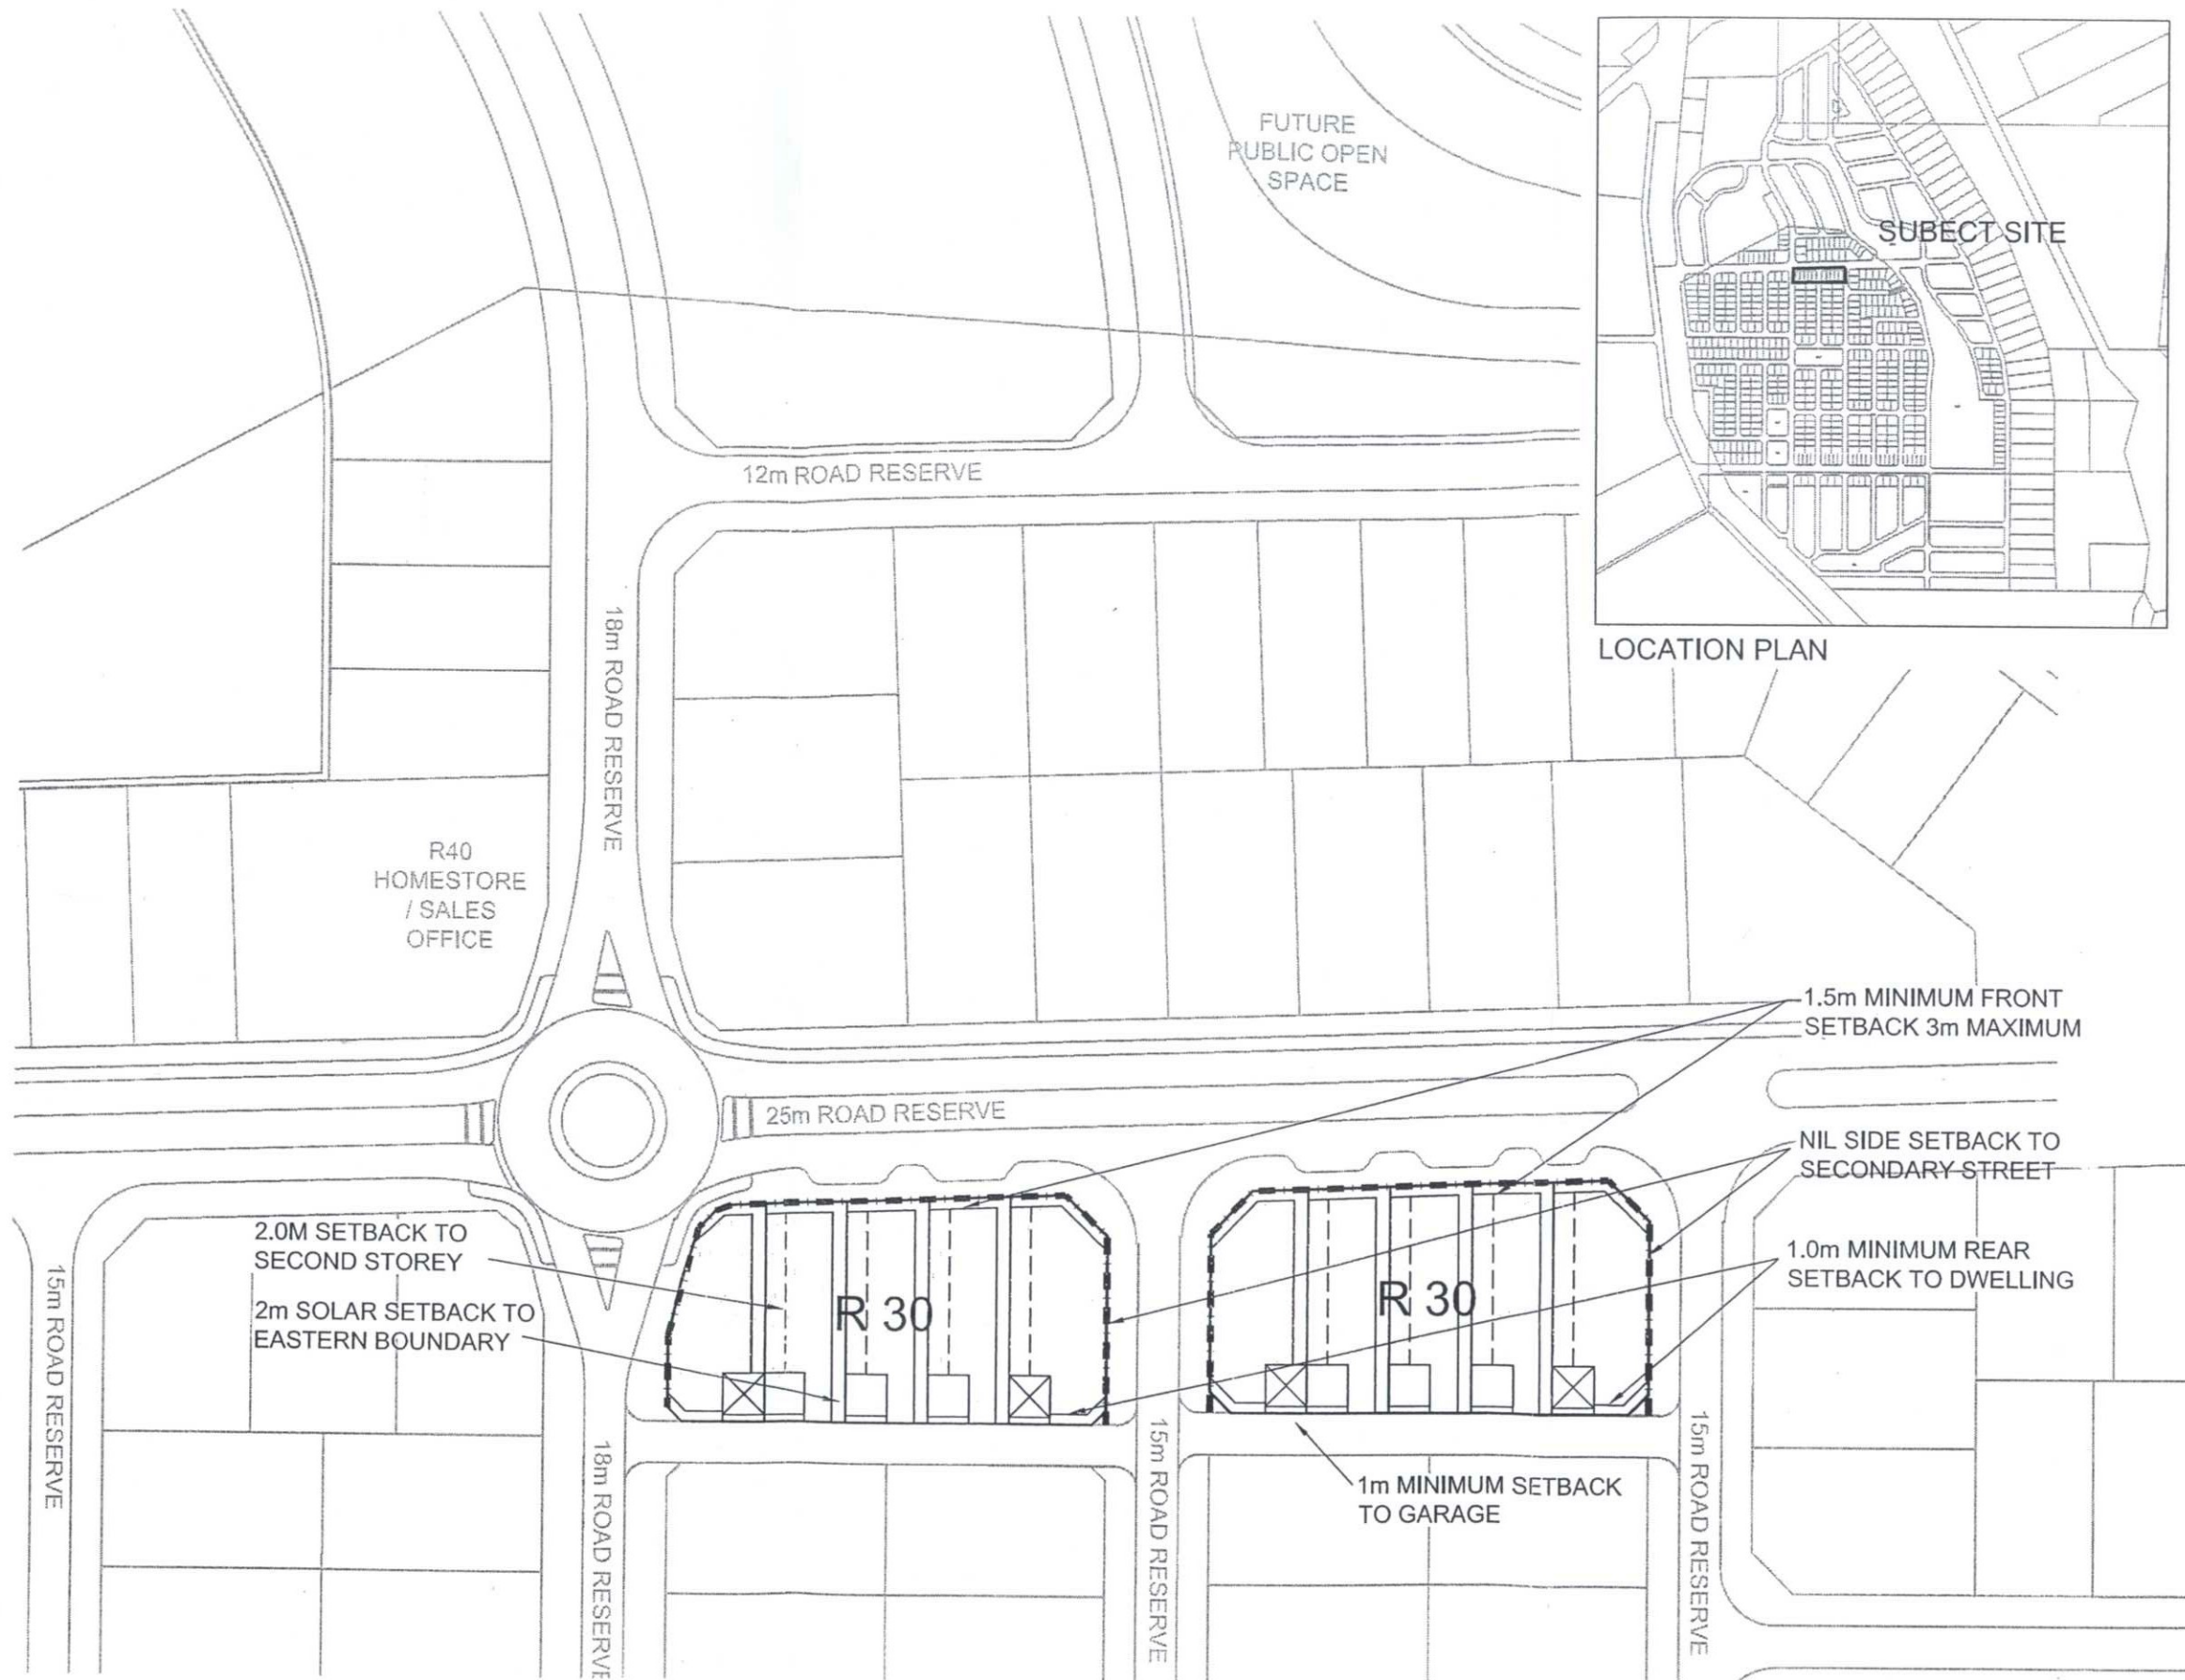 FUTURE
PUBLIC OPEN
SPACE
SUBECT SITE
LOCATION PLAN
12m ROAD RESERVE
18m ROAD RESERVE
R40
HOMESTORE
/ SALES
OFFICE
1.5m MINIMUM FRONT
SETBACK 3m MAXIMUM
25m ROAD RESERVE
NIL SIDE SETBACK TO
SECONDARY STREET
2.0M SETBACK TO
SECOND STOREY
1.0m MINIMUM REAR
SETBACK TO DWELLING
2m SOLAR SETBACK TO
EASTERN BOUNDARY
R 30
R 30
15m ROAD RESERVE
18m ROAD RESERVE
15m ROAD RESERVE
15m ROAD RESERVE
1m MINIMUM SETBACK
TO GARAGE